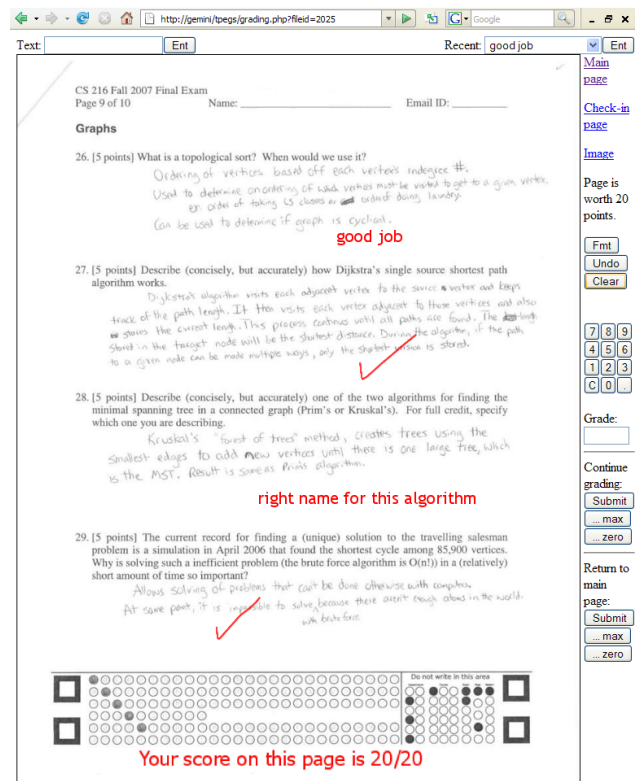 http://gemini/tpegs/grading.php?fileid=2025
G Google
Text: Ent Recent: good job Ent
Main page
Check-in page
Image
Page is worth 20 points.
Fmt
Undo
Clear
7 8 9
4 5 6
1 2 3
C 0 .
Grade:
Continue grading:
Submit
... max
... zero
Return to main page:
Submit
... max
... zero
CS 216 Fall 2007 Final Exam
Page 9 of 10 Name: Email ID:
Graphs
26. [5 points] What is a topological sort? When would we use it?
Ordering of vertices based off each vertex's indegree #.
Used to determine an ordering of which vertices must be visited to get to a given vertex.
ex. order of taking CS classes or order of doing laundry.
Can be used to determine if graph is cyclical.
good job
27. [5 points] Describe (concisely, but accurately) how Dijkstra's single source shortest path
algorithm works.
Dijkstra's algorithm visits each adjacent vertex to the source vertex and keeps
track of the path length. It then visits each vertex adjacent to those vertices and also
stores the current length. This process continues until all paths are found. The length
stored in the target node will be the shortest distance. During the algorithm, if the path
to a given node can be made multiple ways, only the shortest version is stored.
28. [5 points] Describe (concisely, but accurately) one of the two algorithms for finding the
minimal spanning tree in a connected graph (Prim's or Kruskal's). For full credit, specify
which one you are describing.
Kruskal's "forest of trees" method, creates trees using the
smallest edges to add new vertices until there is one large tree, which
is the MST. Result is same as Prim's algorithm.
right name for this algorithm
29. [5 points] The current record for finding a (unique) solution to the travelling salesman
problem is a simulation in April 2006 that found the shortest cycle among 85,900 vertices.
Why is solving such a inefficient problem (the brute force algorithm is O(n!)) in a (relatively)
short amount of time so important?
Allows solving of problems that can't be done otherwise with computers.
At some point, it is impossible to solve, because there aren't enough atoms in the world.
with brute force
Do not write in this area
Your score on this page is 20/20